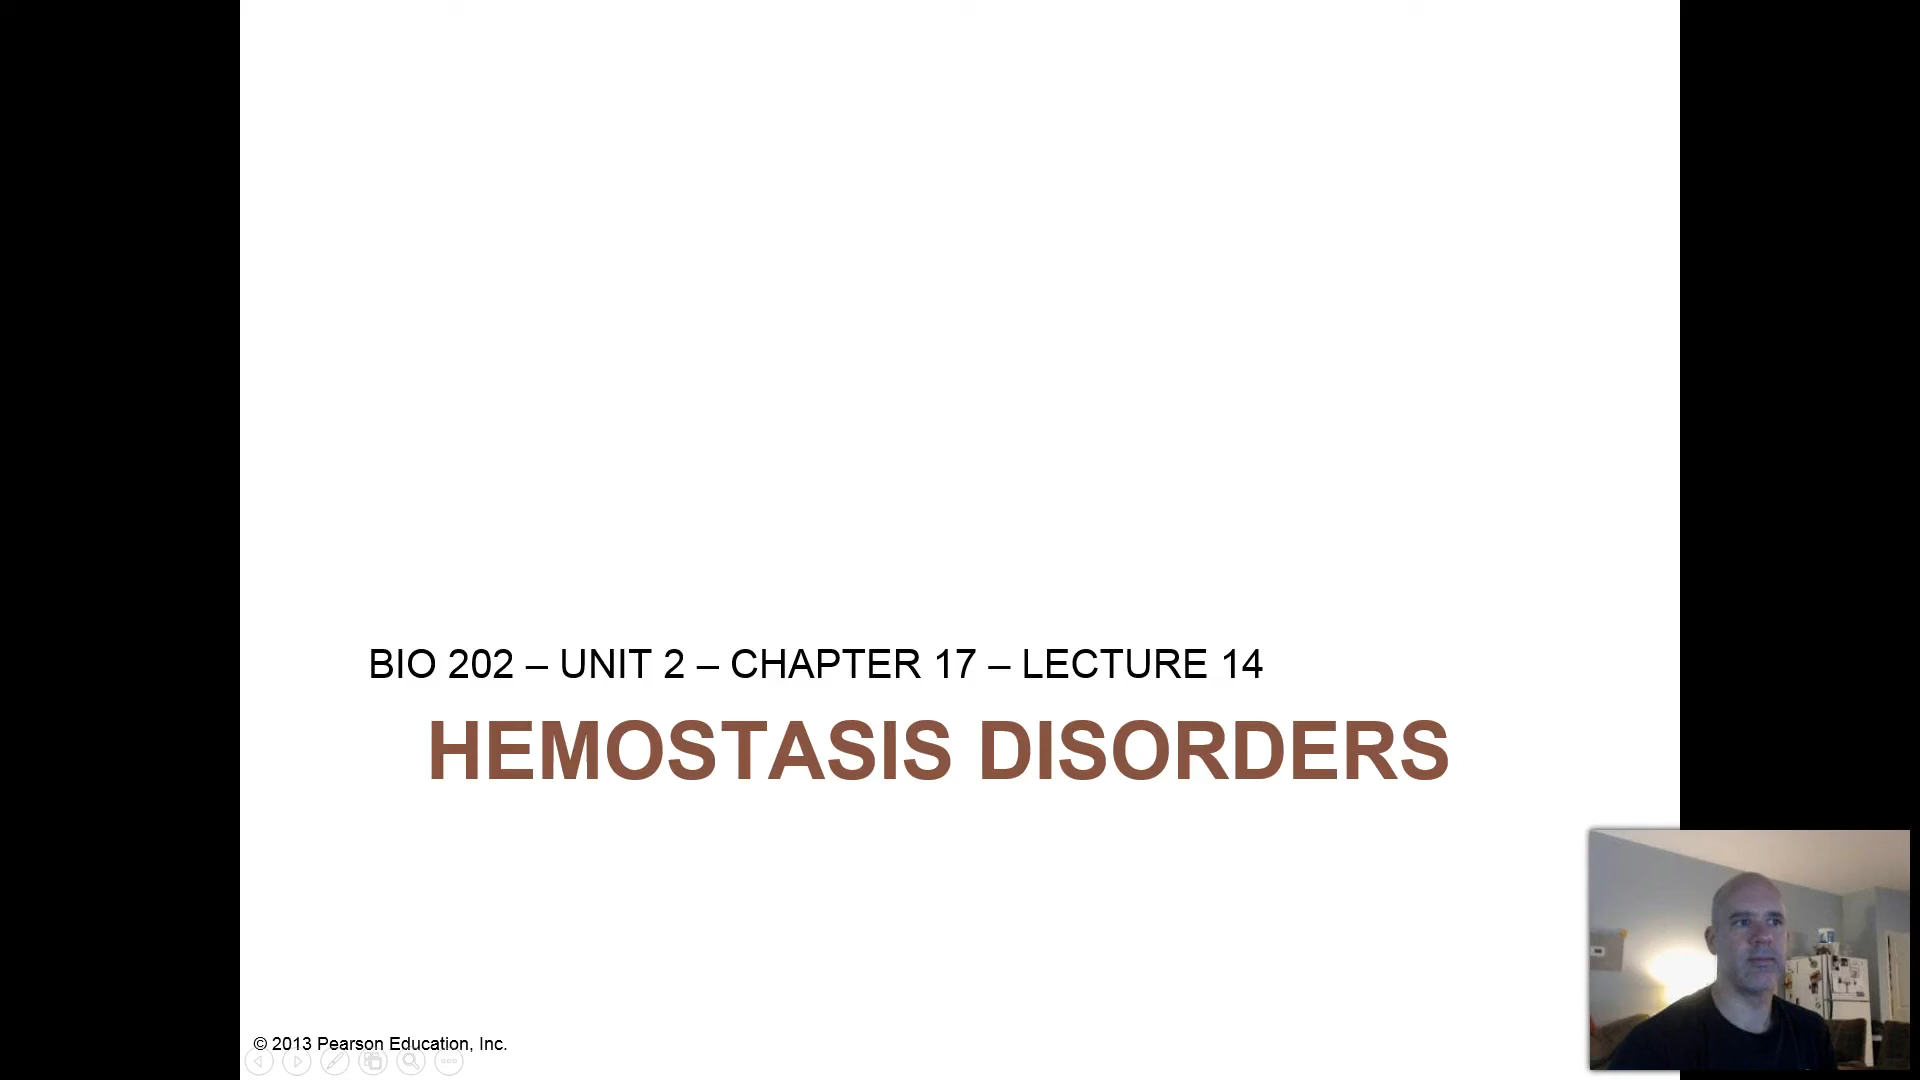 BIO 202 – UNIT 2 – CHAPTER 17 – LECTURE 14
HEMOSTASIS DISORDERS
© 2013 Pearson Education, Inc.